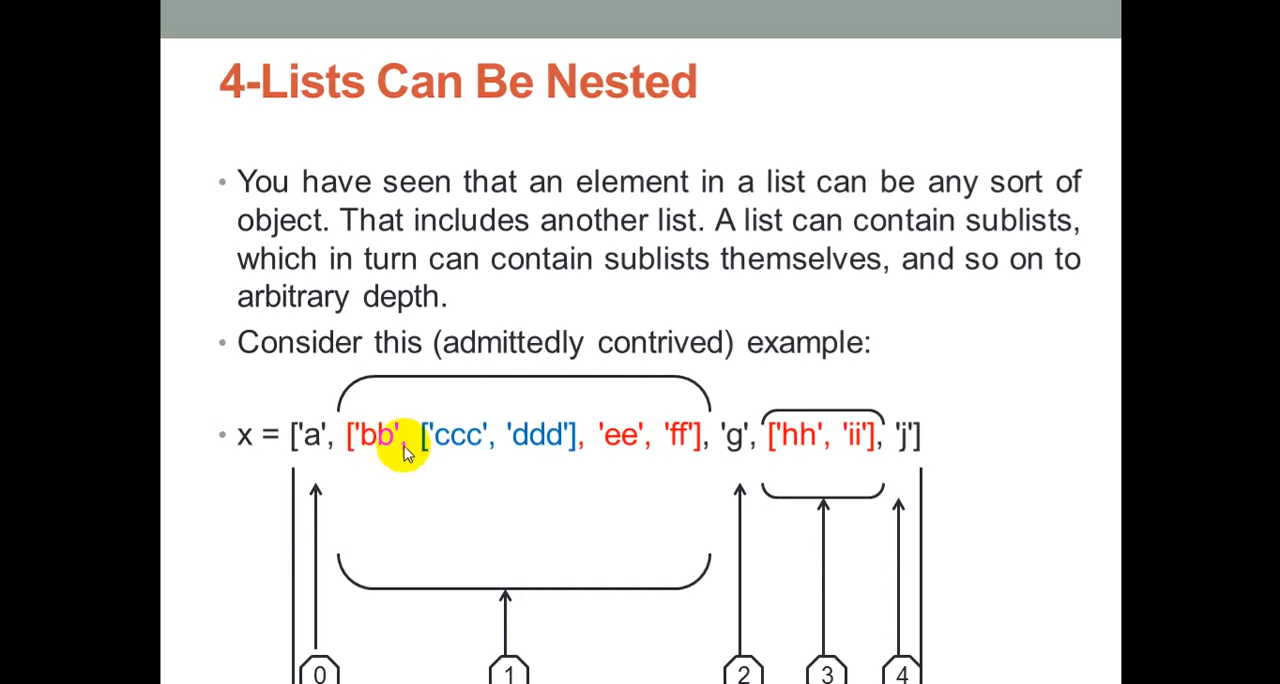 4-Lists Can Be Nested
• You have seen that an element in a list can be any sort of
object. That includes another list. A list can contain sublists,
which in turn can contain sublists themselves, and so on to
arbitrary depth.
• Consider this (admittedly contrived) example:
• x = ['a', ['bb', ['ccc', 'ddd'], 'ee', 'ff'], 'g', ['hh', 'ii'], 'j']
0 1 2 3 4